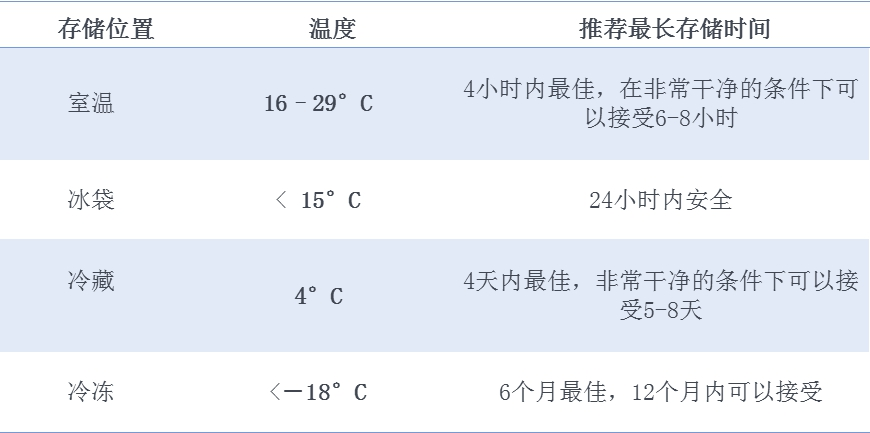 存储位置 温度 推荐最长存储时间
室温 16－29°C 4小时内最佳，在非常干净的条件下可
以接受6-8小时
冰袋 < 15°C 24小时内安全
冷藏 4°C 4天内最佳，非常干净的条件下可以接
受5-8天
冷冻 <－18°C 6个月最佳，12个月内可以接受